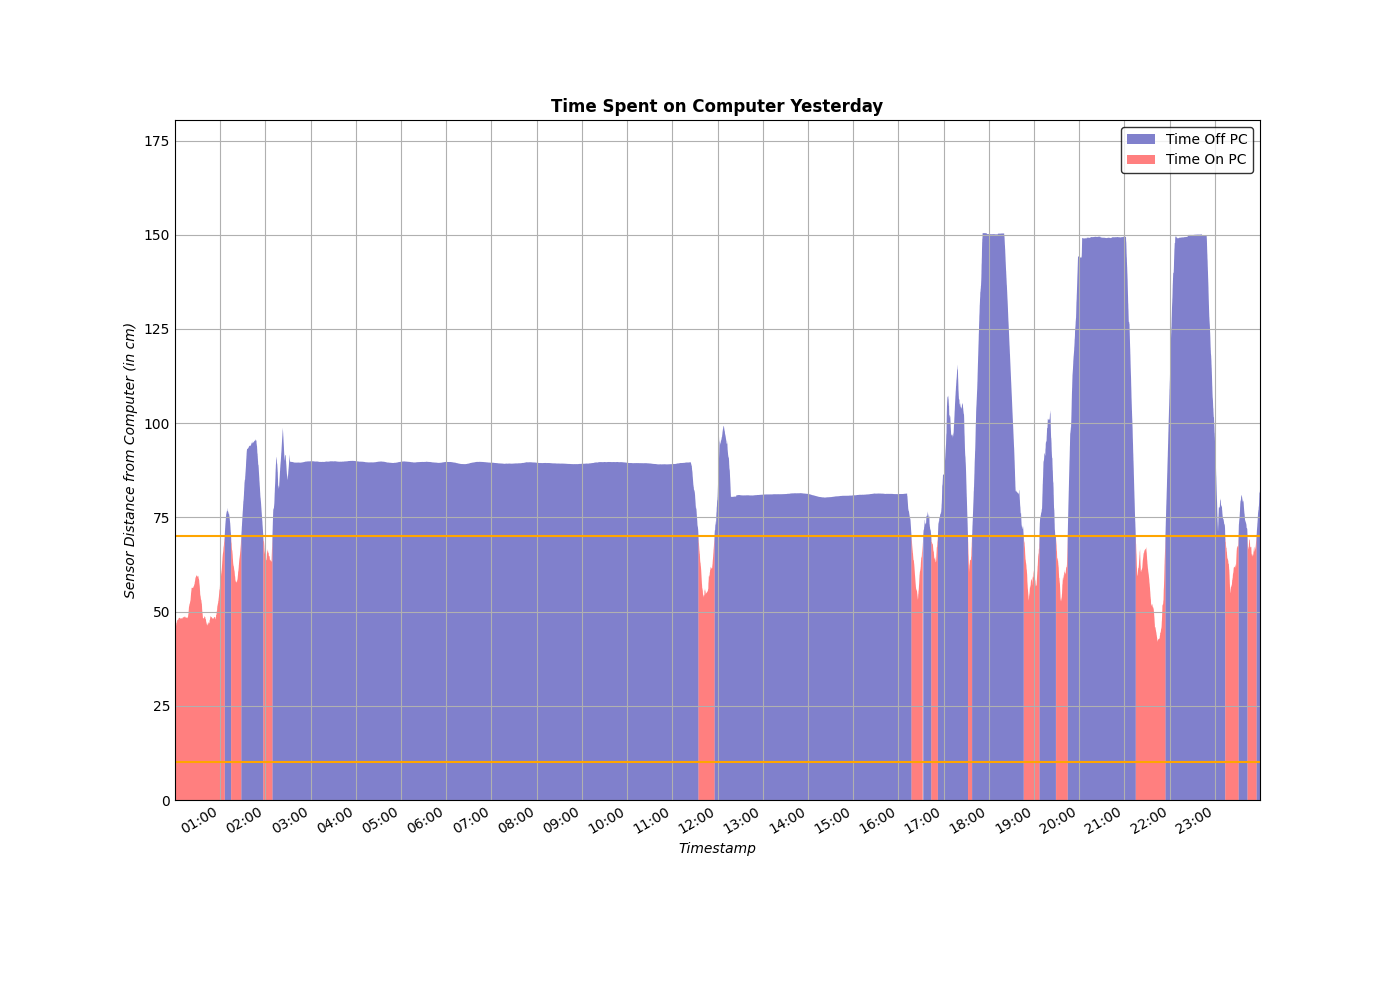 Time Spent on Computer Yesterday
Time Off PC
Time On PC
175
150
125
100
75
50
25
0
Sensor Distance from Computer (in cm)
01:00 02:00 03:00 04:00 05:00 06:00 07:00 08:00 09:00 10:00 11:00 12:00 13:00 14:00 15:00 16:00 17:00 18:00 19:00 20:00 21:00 22:00 23:00
Timestamp